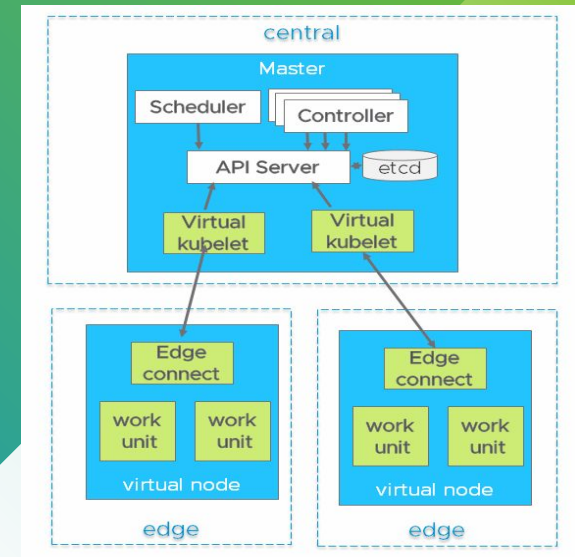 central
Master
Scheduler
Controller
API Server
etcd
Virtual
kubelet
Virtual
kubelet
Edge
connect
work
unit
work
unit
virtual node
edge
Edge
connect
work
unit
work
unit
virtual node
edge